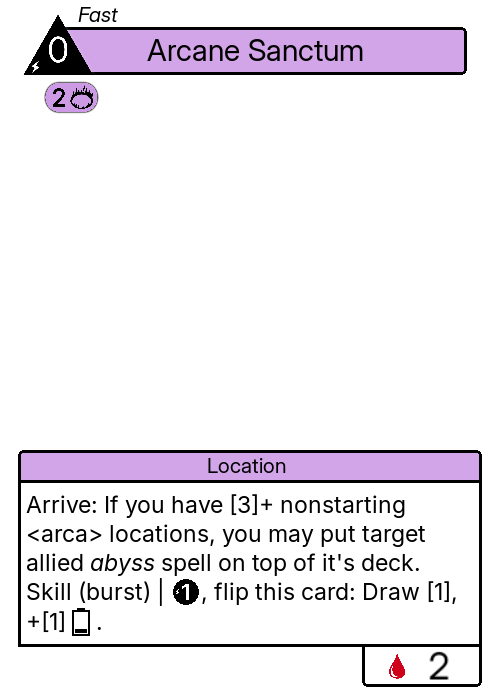 Fast
0 Arcane Sanctum
2
Location
Arrive: If you have [3]+ nonstarting
<arca> locations, you may put target
allied abyss spell on top of it's deck.
Skill (burst) | 1, flip this card: Draw [1],
+[1] .
2